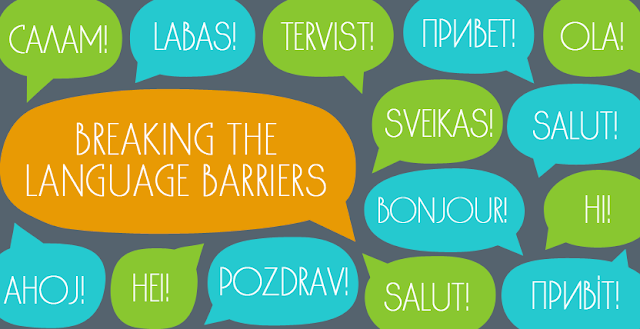 САЛАМ!
LABAS!
TERVIST!
ПРИВЕТ!
OLA!
BREAKING THE
LANGUAGE BARRIERS
SVEIKAS!
SALUT!
BONJOUR!
HI!
AHOJ!
HEI!
POZDRAV!
SALUT!
ПРИВІТ!